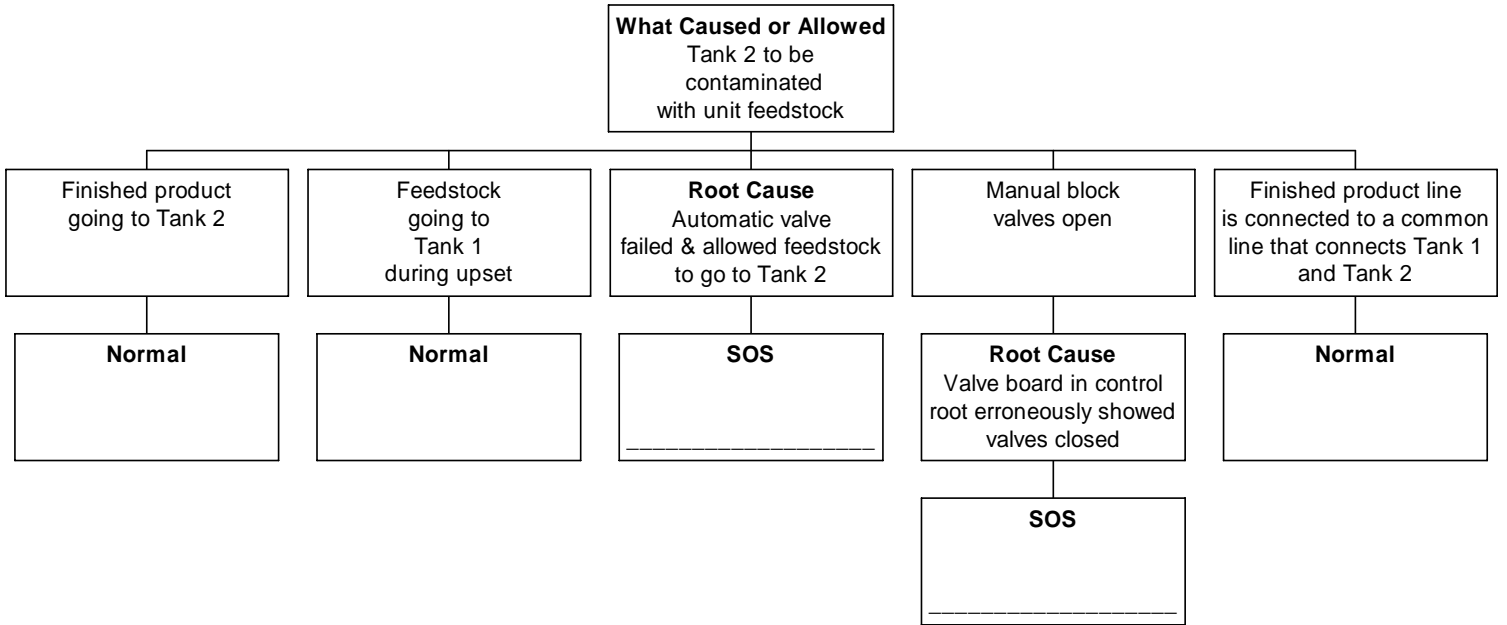 What Caused or Allowed
Tank 2 to be
contaminated
with unit feedstock
Finished product
going to Tank 2
Feedstock
going to
Tank 1
during upset
Root Cause
Automatic valve
failed & allowed feedstock
to go to Tank 2
Manual block
valves open
Finished product line
is connected to a common
line that connects Tank 1
and Tank 2
Normal
Normal
SOS
___________________
Root Cause
Valve board in control
root erroneously showed
valves closed
Normal
SOS
___________________